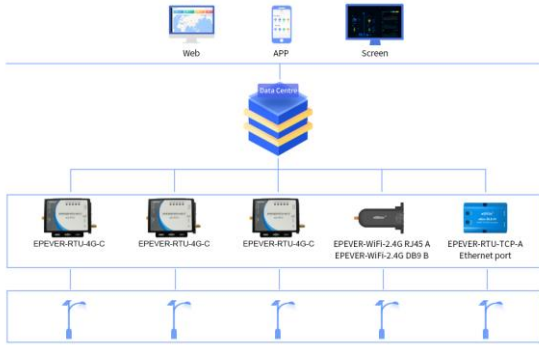 Web
APP
Screen
Data Centre
EPEVER-RTU-4G-C
EPEVER-RTU-4G-C
EPEVER-RTU-4G-C
EPEVER-WiFi-2.4G RJ45 A
EPEVER-WiFi-2.4G DB9 B
EPEVER-RTU-TCP-A
Ethernet port